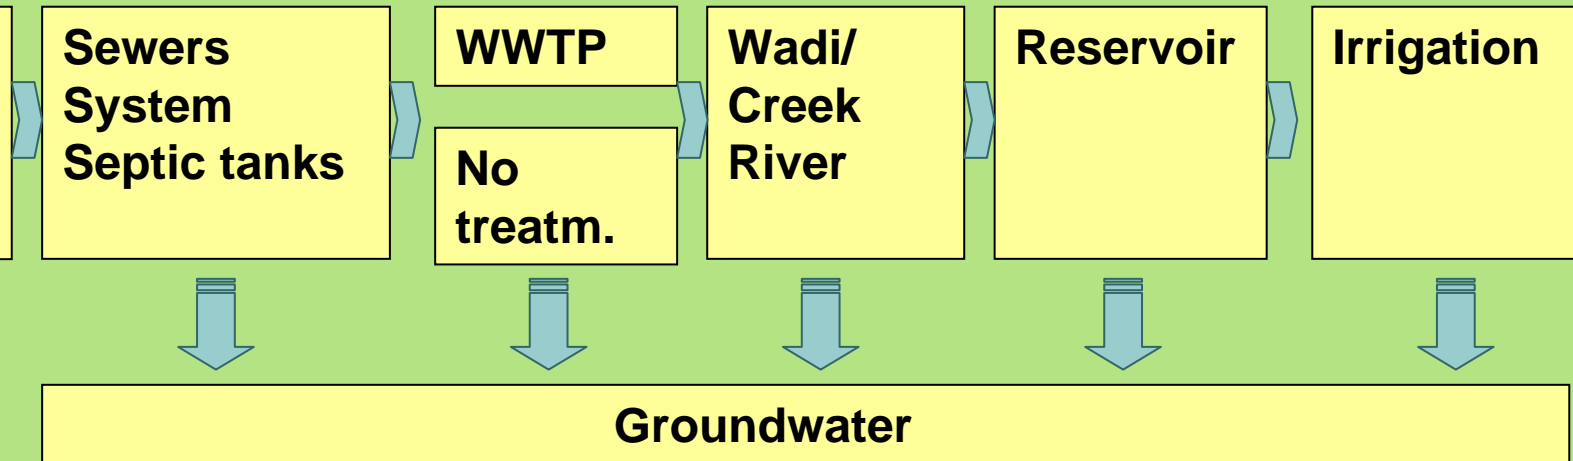 Sewers
System
Septic tanks
WWTP
No
treatm.
Wadi/
Creek
River
Reservoir
Irrigation
Groundwater